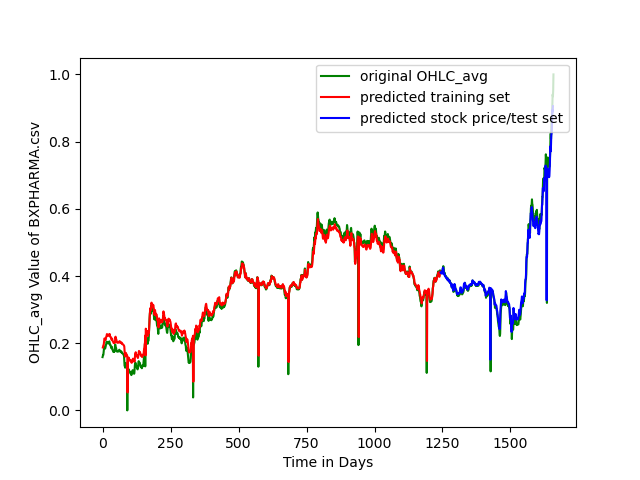 original OHLC_avg
predicted training set
predicted stock price/test set
OHLC_avg Value of BXPHARMA.csv
1.0
0.8
0.6
0.4
0.2
0.0
0 250 500 750 1000 1250 1500
Time in Days